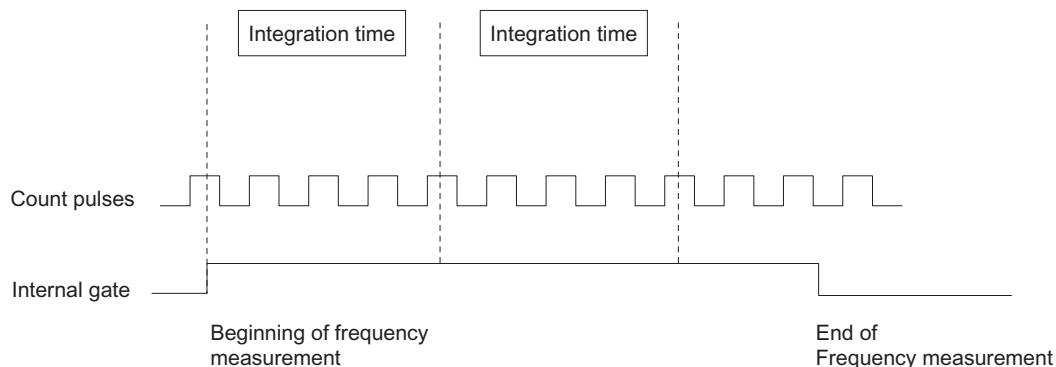 Integration time
Integration time
Count pulses
Internal gate
Beginning of frequency
measurement
End of
Frequency measurement